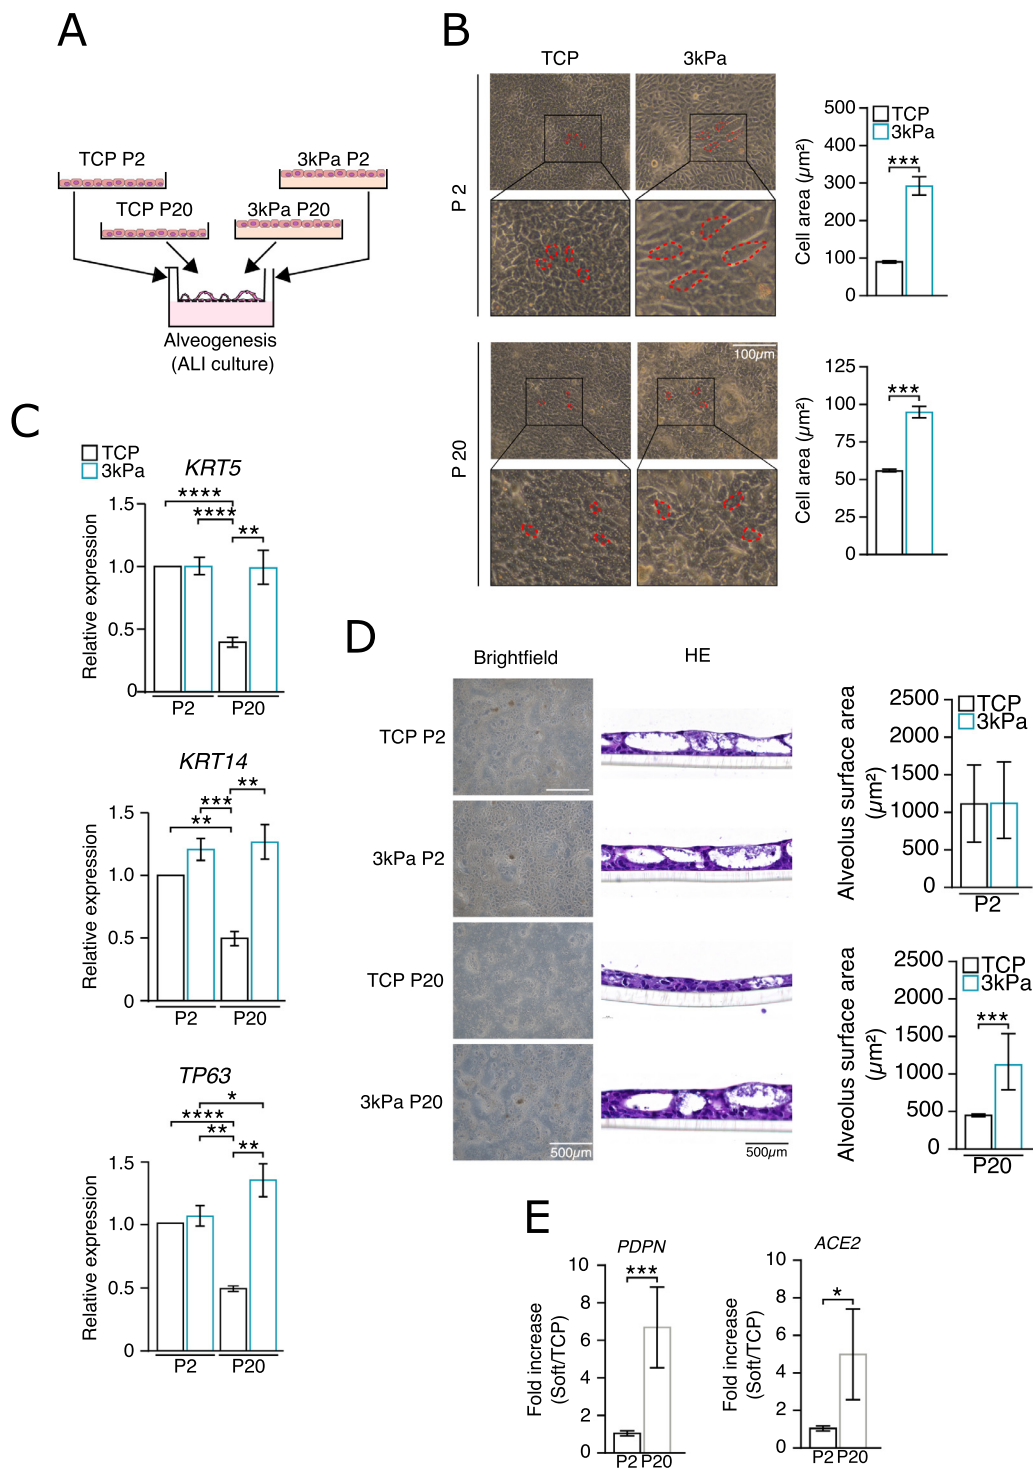 A
TCP P2
3kPa P2
TCP P20
3kPa P20
Alveogenesis
(ALI culture)
B
TCP
3kPa
P 2
100µm
P 20
500
400
300
200
100
0
Cell area (µm²)
TCP
3kPa
***
125
100
75
50
25
0
Cell area (µm²)
***
C
TCP
3kPa
KRT5
1.5
1.0
0.5
0
Relative expression
****
****
**
P2
P20
KRT14
1.5
1.0
0.5
0
Relative expression
**
***
**
P2
P20
TP63
1.5
1.0
0.5
0
Relative expression
*
****
**
**
P2
P20
D
Brightfield
HE
TCP P2
3kPa P2
TCP P20
3kPa P20
500µm
500µm
2500
2000
1500
1000
500
0
Alveolus surface area
(µm²)
TCP
3kPa
P2
2500
2000
1500
1000
500
0
Alveolus surface area
(µm²)
TCP
3kPa
***
P20
E
PDPN
10
8
6
4
2
0
Fold increase
(Soft/TCP)
***
P2 P20
ACE2
10
8
6
4
2
0
Fold increase
(Soft/TCP)
*
P2 P20